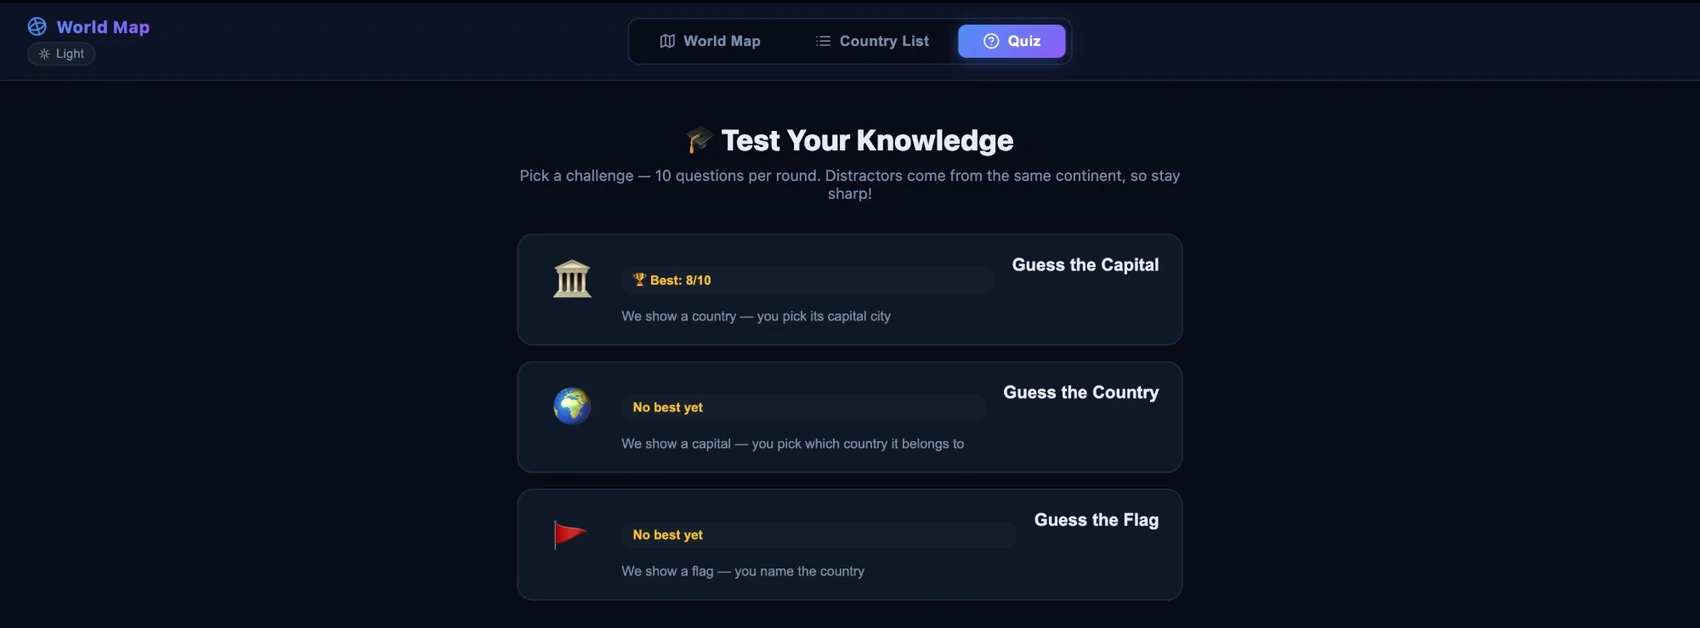 World Map
Light
World Map
Country List
Quiz
Test Your Knowledge
Pick a challenge — 10 questions per round. Distractors come from the same continent, so stay
sharp!
Guess the Capital
Best: 8/10
We show a country — you pick its capital city
Guess the Country
No best yet
We show a capital — you pick which country it belongs to
Guess the Flag
No best yet
We show a flag — you name the country